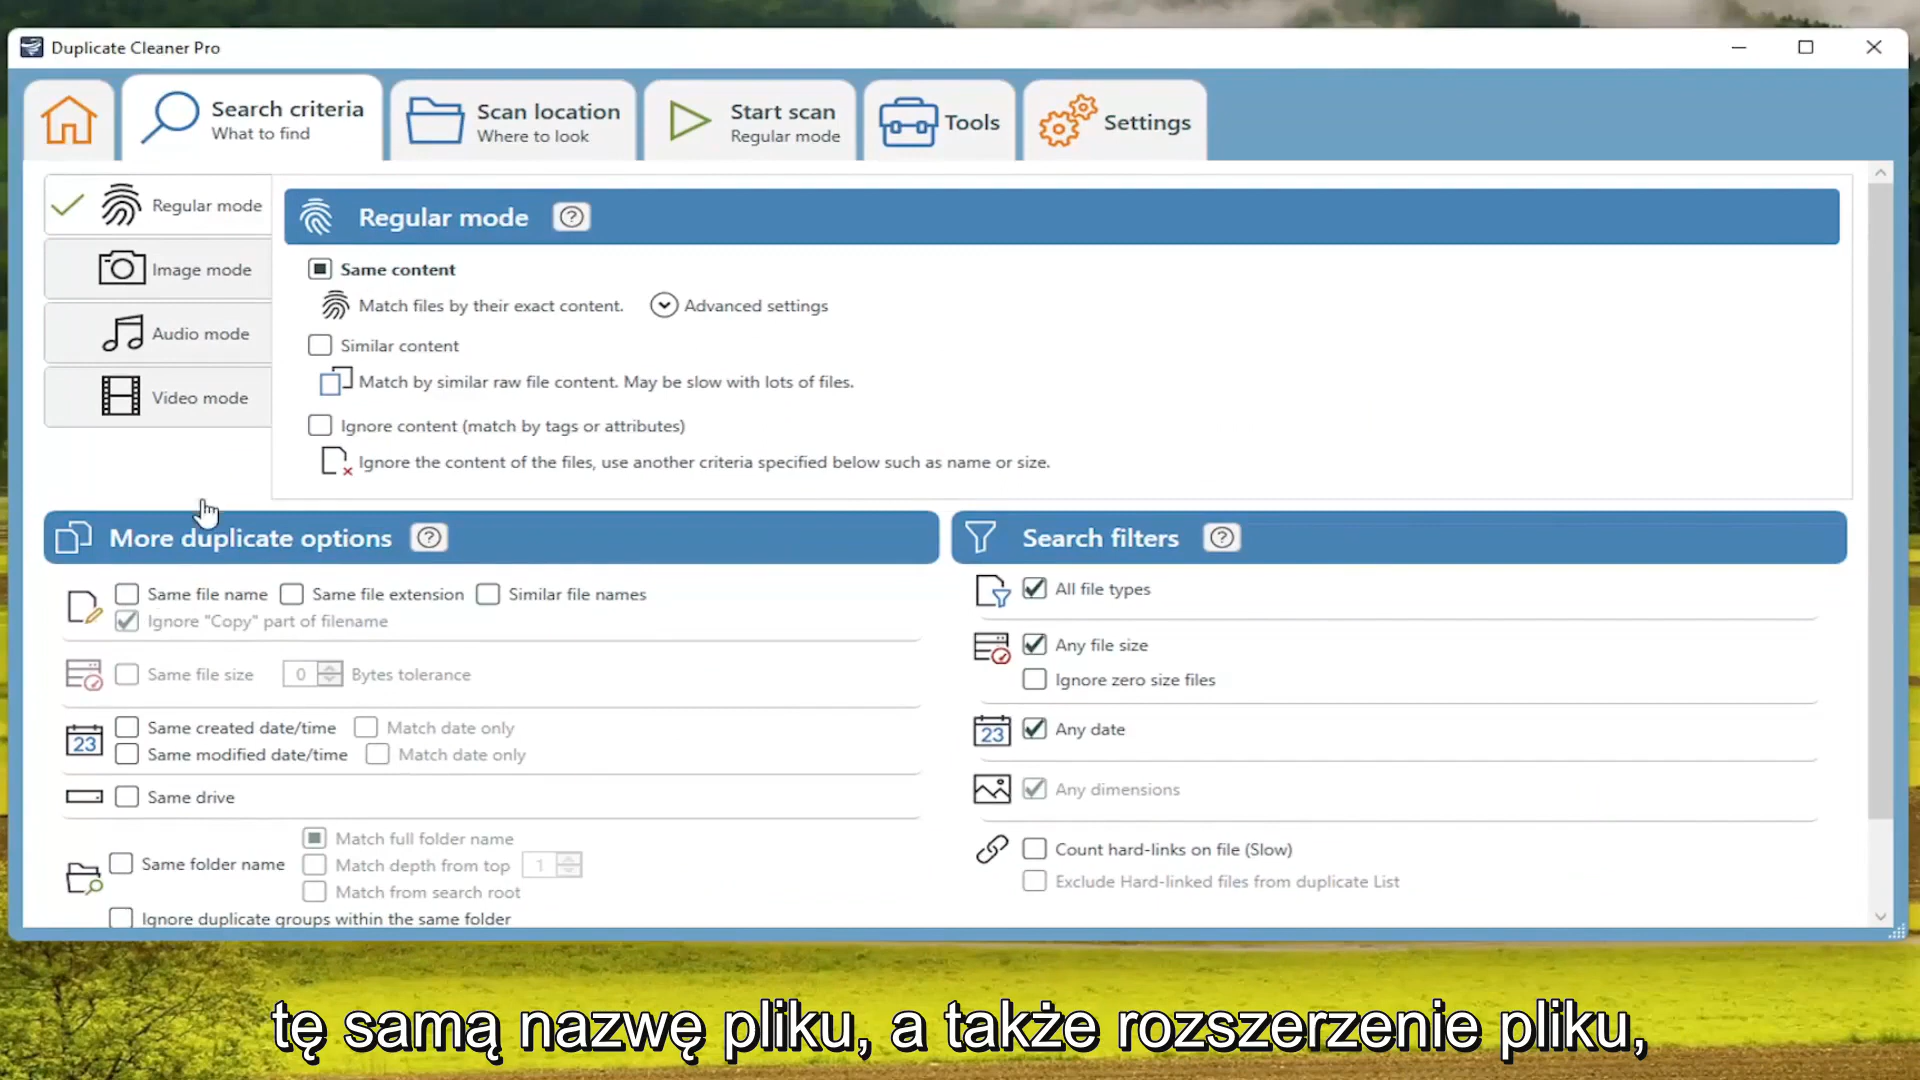 Duplicate Cleaner Pro
Search criteria
What to find
Scan location
Where to look
Start scan
Regular mode
Tools
Settings
Regular mode
Image mode
Audio mode
Video mode
Regular mode
Same content
Match files by their exact content.
Advanced settings
Similar content
Match by similar raw file content. May be slow with lots of files.
Ignore content (match by tags or attributes)
Ignore the content of the files, use another criteria specified below such as name or size.
More duplicate options
Same file name
Same file extension
Similar file names
Ignore "Copy" part of filename
Same file size
0
Bytes tolerance
23
Same created date/time
Match date only
Same modified date/time
Match date only
Same drive
Same folder name
Match full folder name
Match depth from top
1
Match from search root
Ignore duplicate groups within the same folder
Search filters
All file types
Any file size
Ignore zero size files
23
Any date
Any dimensions
Count hard-links on file (Slow)
Exclude Hard-linked files from duplicate List
tę samą nazwę pliku, a także rozszerzenie pliku,